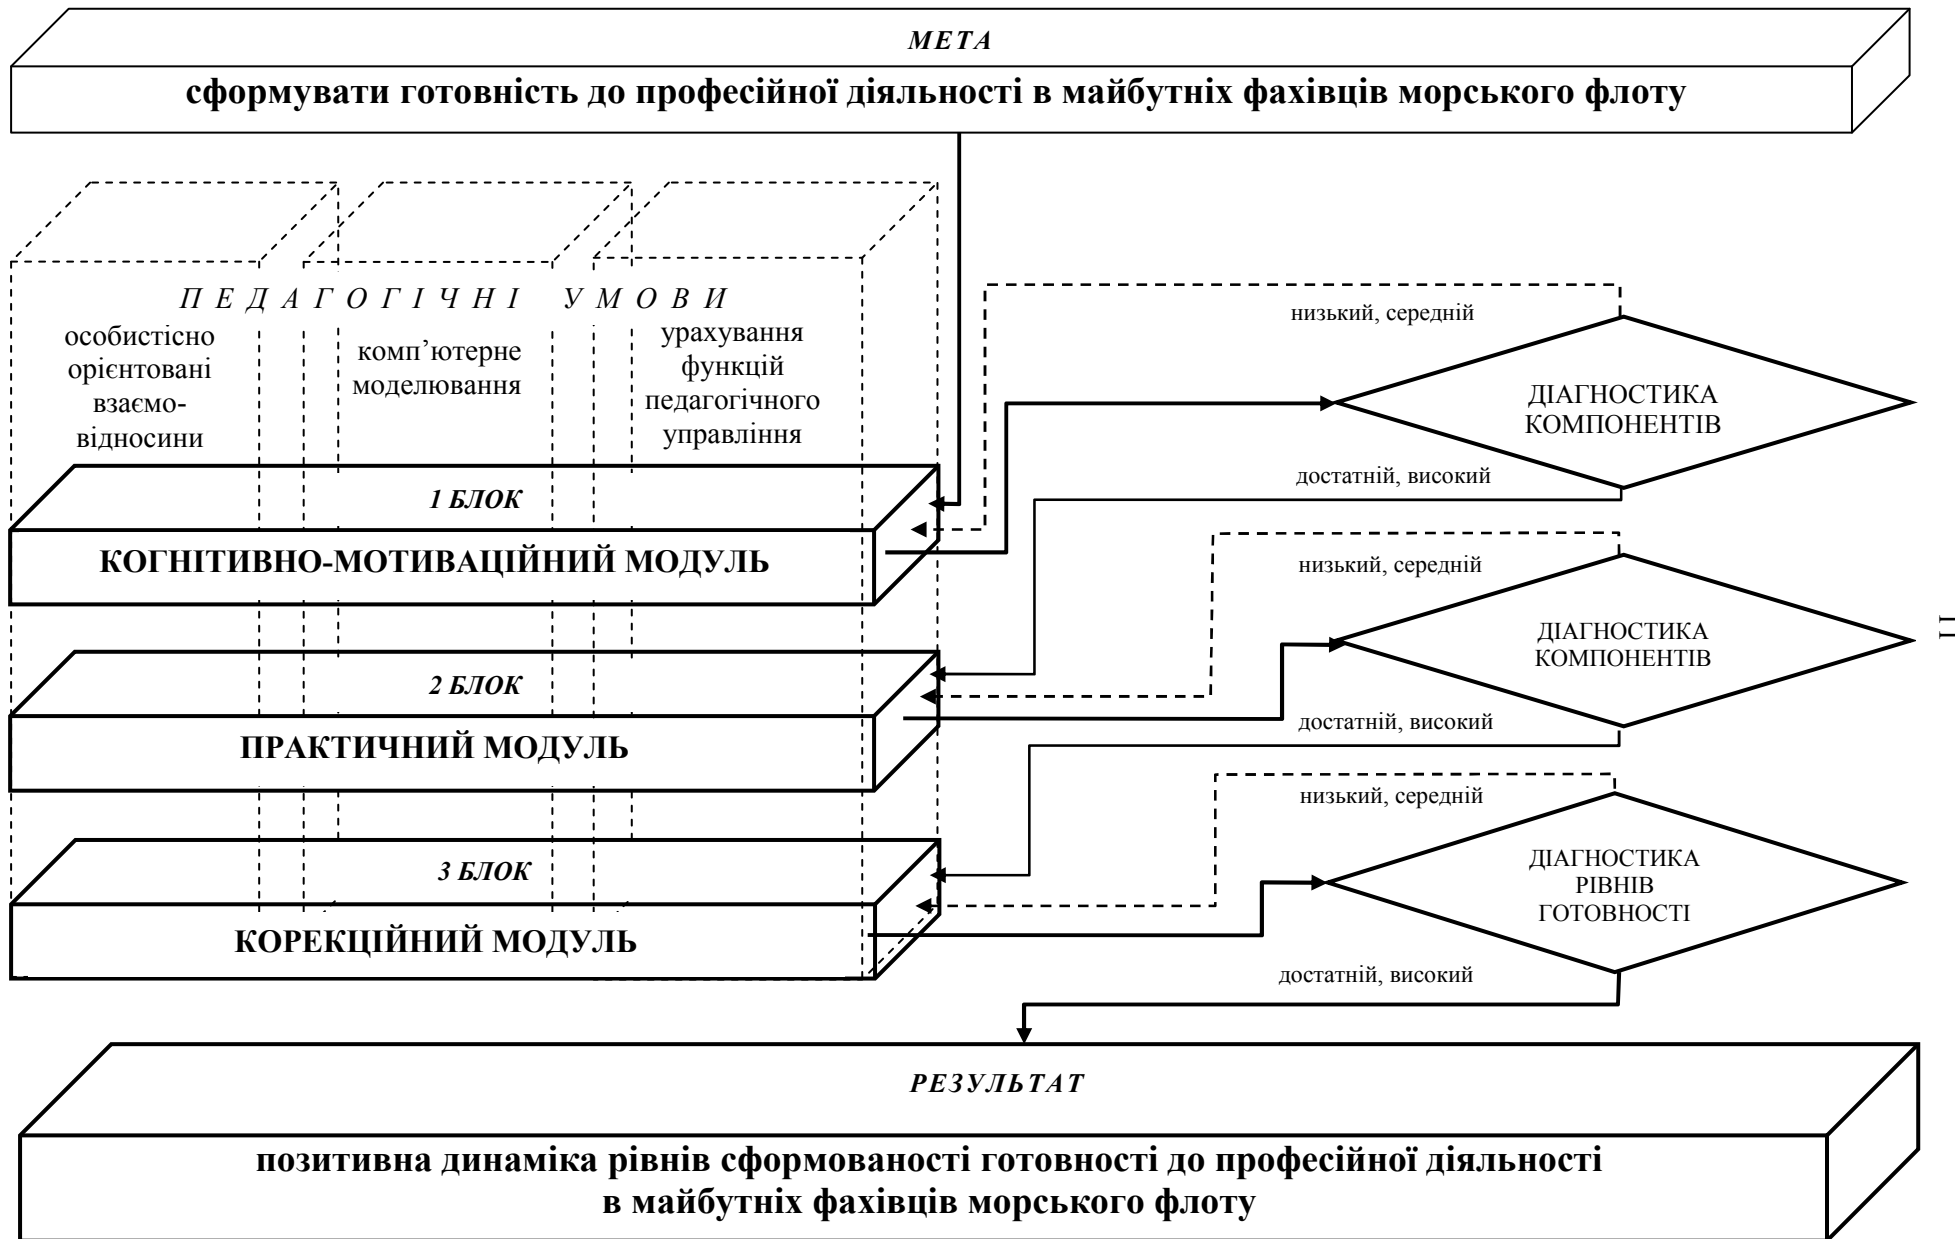 МЕТА
сформувати готовність до професійної діяльності в майбутніх фахівців морського флоту
ПЕДАГОГІЧНІ УМОВИ
особистісно
орієнтовані
взаємо-
відносини
комп’ютерне
моделювання
урахування
функцій
педагогічного
управління
низький, середній
ДІАГНОСТИКА
КОМПОНЕНТІВ
достатній, високий
1 БЛОК
КОГНІТИВНО-МОТИВАЦІЙНИЙ МОДУЛЬ
низький, середній
ДІАГНОСТИКА
КОМПОНЕНТІВ
достатній, високий
2 БЛОК
ПРАКТИЧНИЙ МОДУЛЬ
низький, середній
ДІАГНОСТИКА
РІВНІВ
ГОТОВНОСТІ
достатній, високий
3 БЛОК
КОРЕКЦІЙНИЙ МОДУЛЬ
РЕЗУЛЬТАТ
позитивна динаміка рівнів сформованості готовності до професійної діяльності
в майбутніх фахівців морського флоту